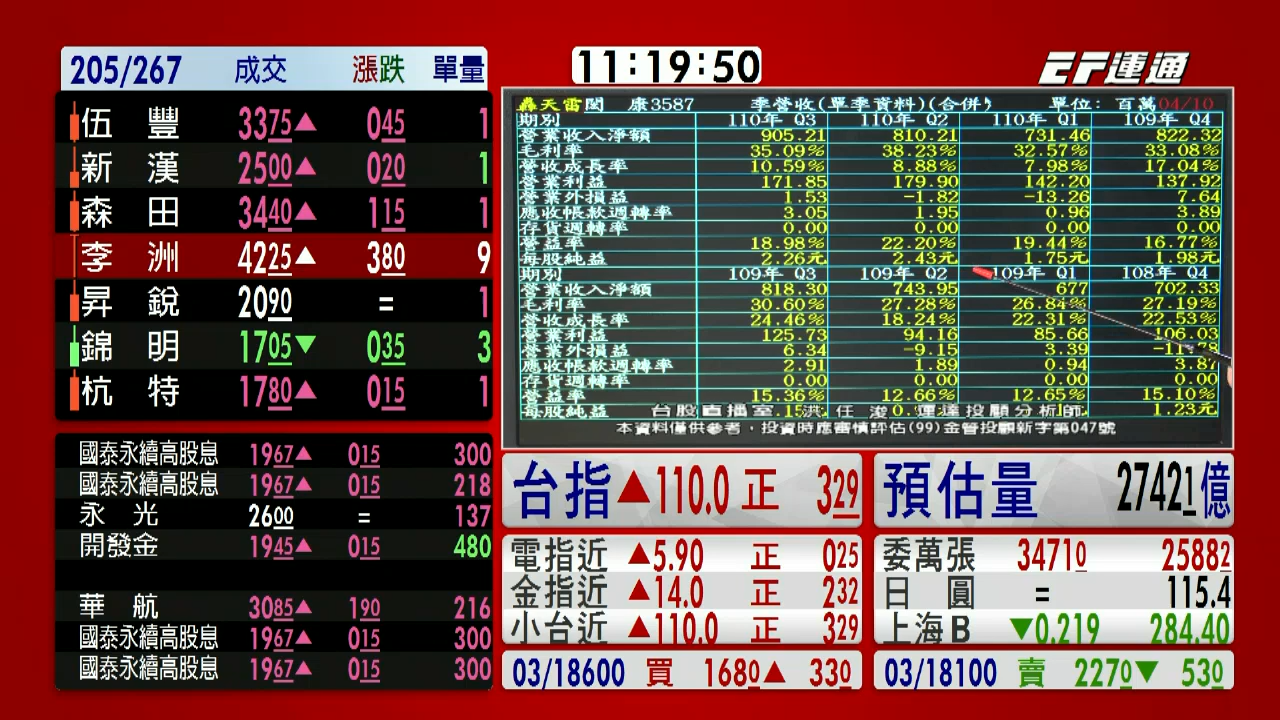 205/267 成交 漲跌 單量
伍豐 3375▲ 045 1
新漢 2500▲ 020 1
森田 3440▲ 115 1
李洲 4225▲ 380 9
昇銳 2090 = 1
錦明 1705▼ 035 3
杭特 1780▲ 015 1
國泰永續高股息 1967▲ 015 300
國泰永續高股息 1967▲ 015 218
永光 2600 = 137
開發金 1945▲ 015 480
華航 3085▲ 190 216
國泰永續高股息 1967▲ 015 300
國泰永續高股息 1967▲ 015 300
11:19:50
EF運通
轟天雷 閎康3587 季營收(單季資料)(合併) 單位: 百萬 04/10
期別 110年 Q3 110年 Q2 110年 Q1 109年 Q4
營業收入淨額 905.21 810.21 731.46 822.32
毛利率 35.09% 38.23% 32.57% 33.08%
營收成長率 10.59% 8.88% 7.98% 17.04%
營業利益 171.85 179.90 142.20 137.92
營業外損益 1.53 -1.82 -13.26 7.64
應收帳款週轉率 3.05 1.95 0.96 3.89
存貨週轉率 0.00 0.00 0.00 0.00
營益率 18.98% 22.20% 19.44% 16.77%
每股純益 2.26元 2.43元 1.75元 1.98元
期別 109年 Q3 109年 Q2 109年 Q1 108年 Q4
營業收入淨額 818.30 743.95 677 702.33
毛利率 30.60% 27.28% 26.84% 27.19%
營收成長率 24.46% 18.24% 22.31% 22.53%
營業利益 125.73 94.16 85.66 106.03
營業外損益 6.34 -9.15 3.39
應收帳款週轉率 2.91 1.89 0.94 3.87
存貨週轉率 0.00 0.00 0.00 0.00
營益率 15.36% 12.66% 12.65% 15.10%
每股純益 1.23元
台股直播室 洪任浚 運達投顧分析師
本資料僅供參考，投資時應審慎評估(99)金管投顧新字第047號
台指▲110.0 正 329
電指近 ▲5.90 正 025
金指近 ▲14.0 正 232
小台近 ▲110.0 正 329
03/18600 買 1680▲ 330
預估量 27421億
委萬張 34710 25882
日圓 = 115.4
上海B ▼0.219 284.40
03/18100 賣 2270▼ 530